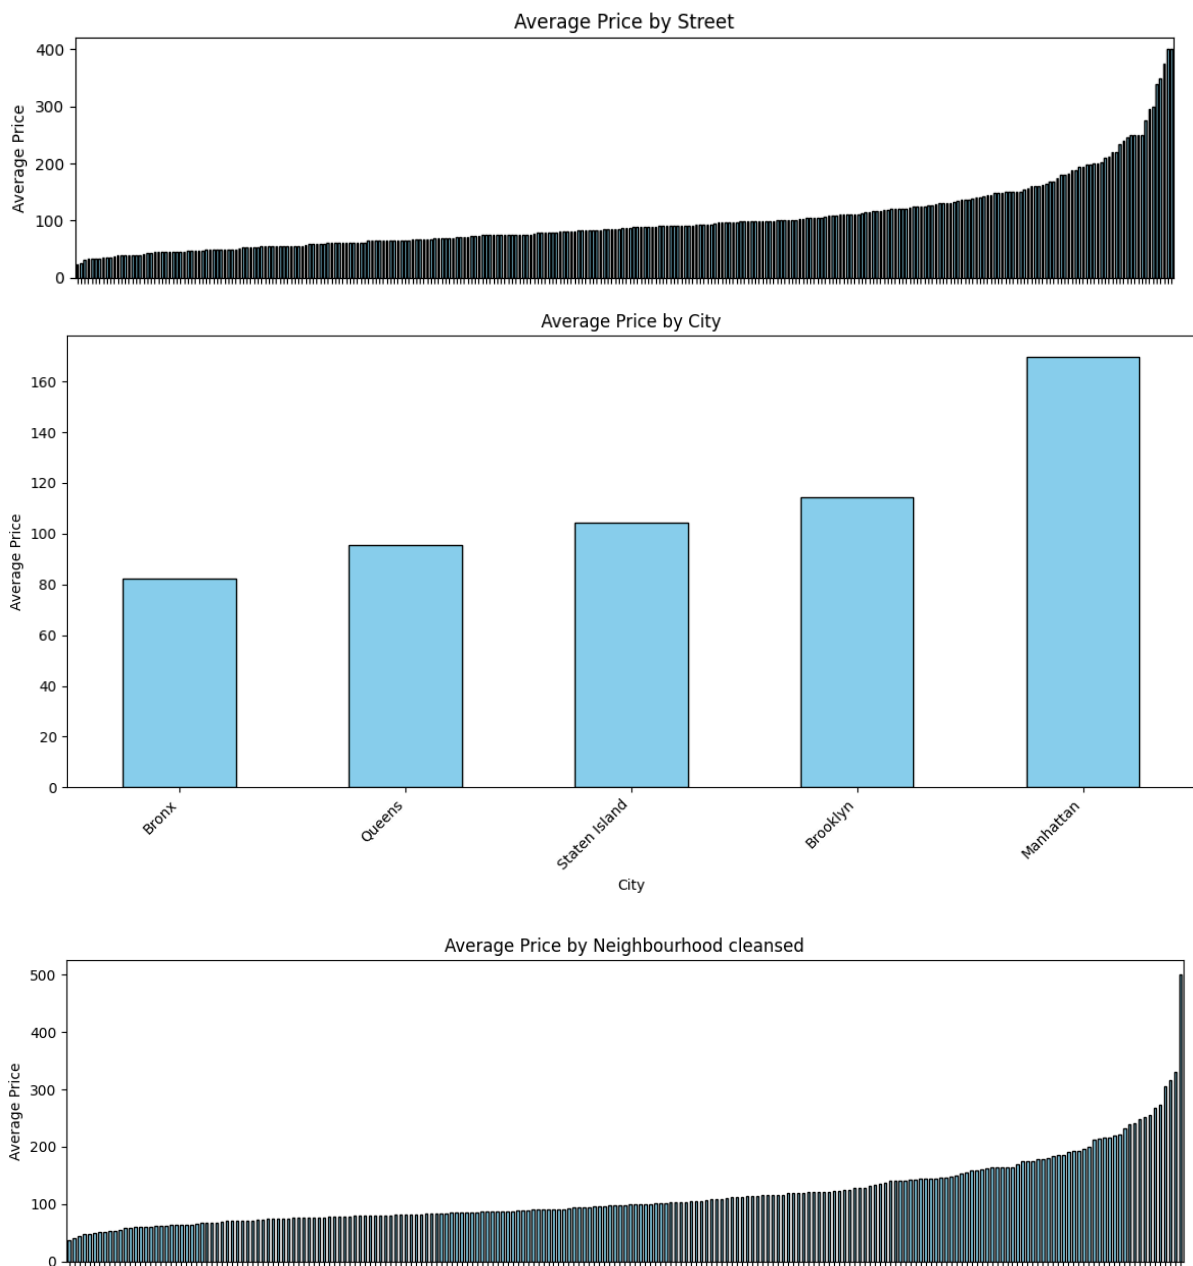 Average Price by Street
400
300
200
100
0
Average Price
Average Price by City
160
140
120
100
80
60
40
20
0
Average Price
Bronx
Queens
Staten Island
Brooklyn
Manhattan
City
Average Price by Neighbourhood cleansed
500
400
300
200
100
0
Average Price